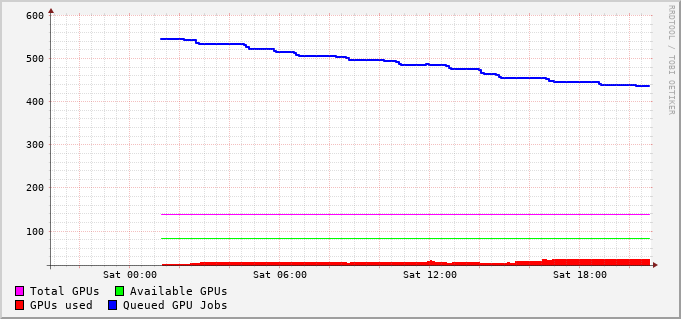 600
500
400
300
200
100
Sat 00:00 Sat 06:00 Sat 12:00 Sat 18:00
Total GPUs Available GPUs
GPUs used Queued GPU Jobs
RRDTOOL / TOBI OETIKER